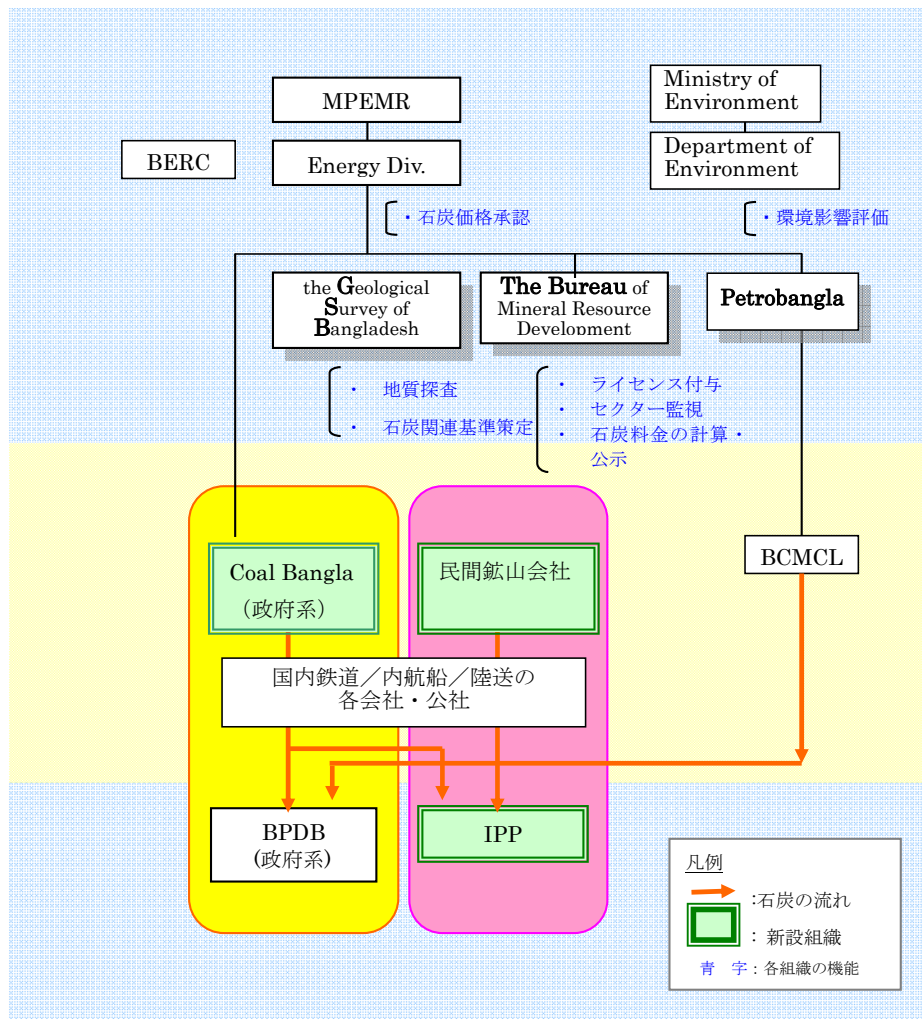 MPEMR
Ministry of
Environment
BERC
Energy Div.
Department of
Environment
・石炭価格承認
・環境影響評価
the Geological
Survey of
Bangladesh
The Bureau of
Mineral Resource
Development
Petrobangla
・ 地質探査
・ 石炭関連基準策定
・ ライセンス付与
・ セクター監視
・ 石炭料金の計算・
公示
Coal Bangla
（政府系）
民間鉱山会社
BCMCL
国内鉄道／内航船／陸送の
各会社・公社
BPDB
(政府系)
IPP
凡例
:石炭の流れ
： 新設組織
青 字：各組織の機能